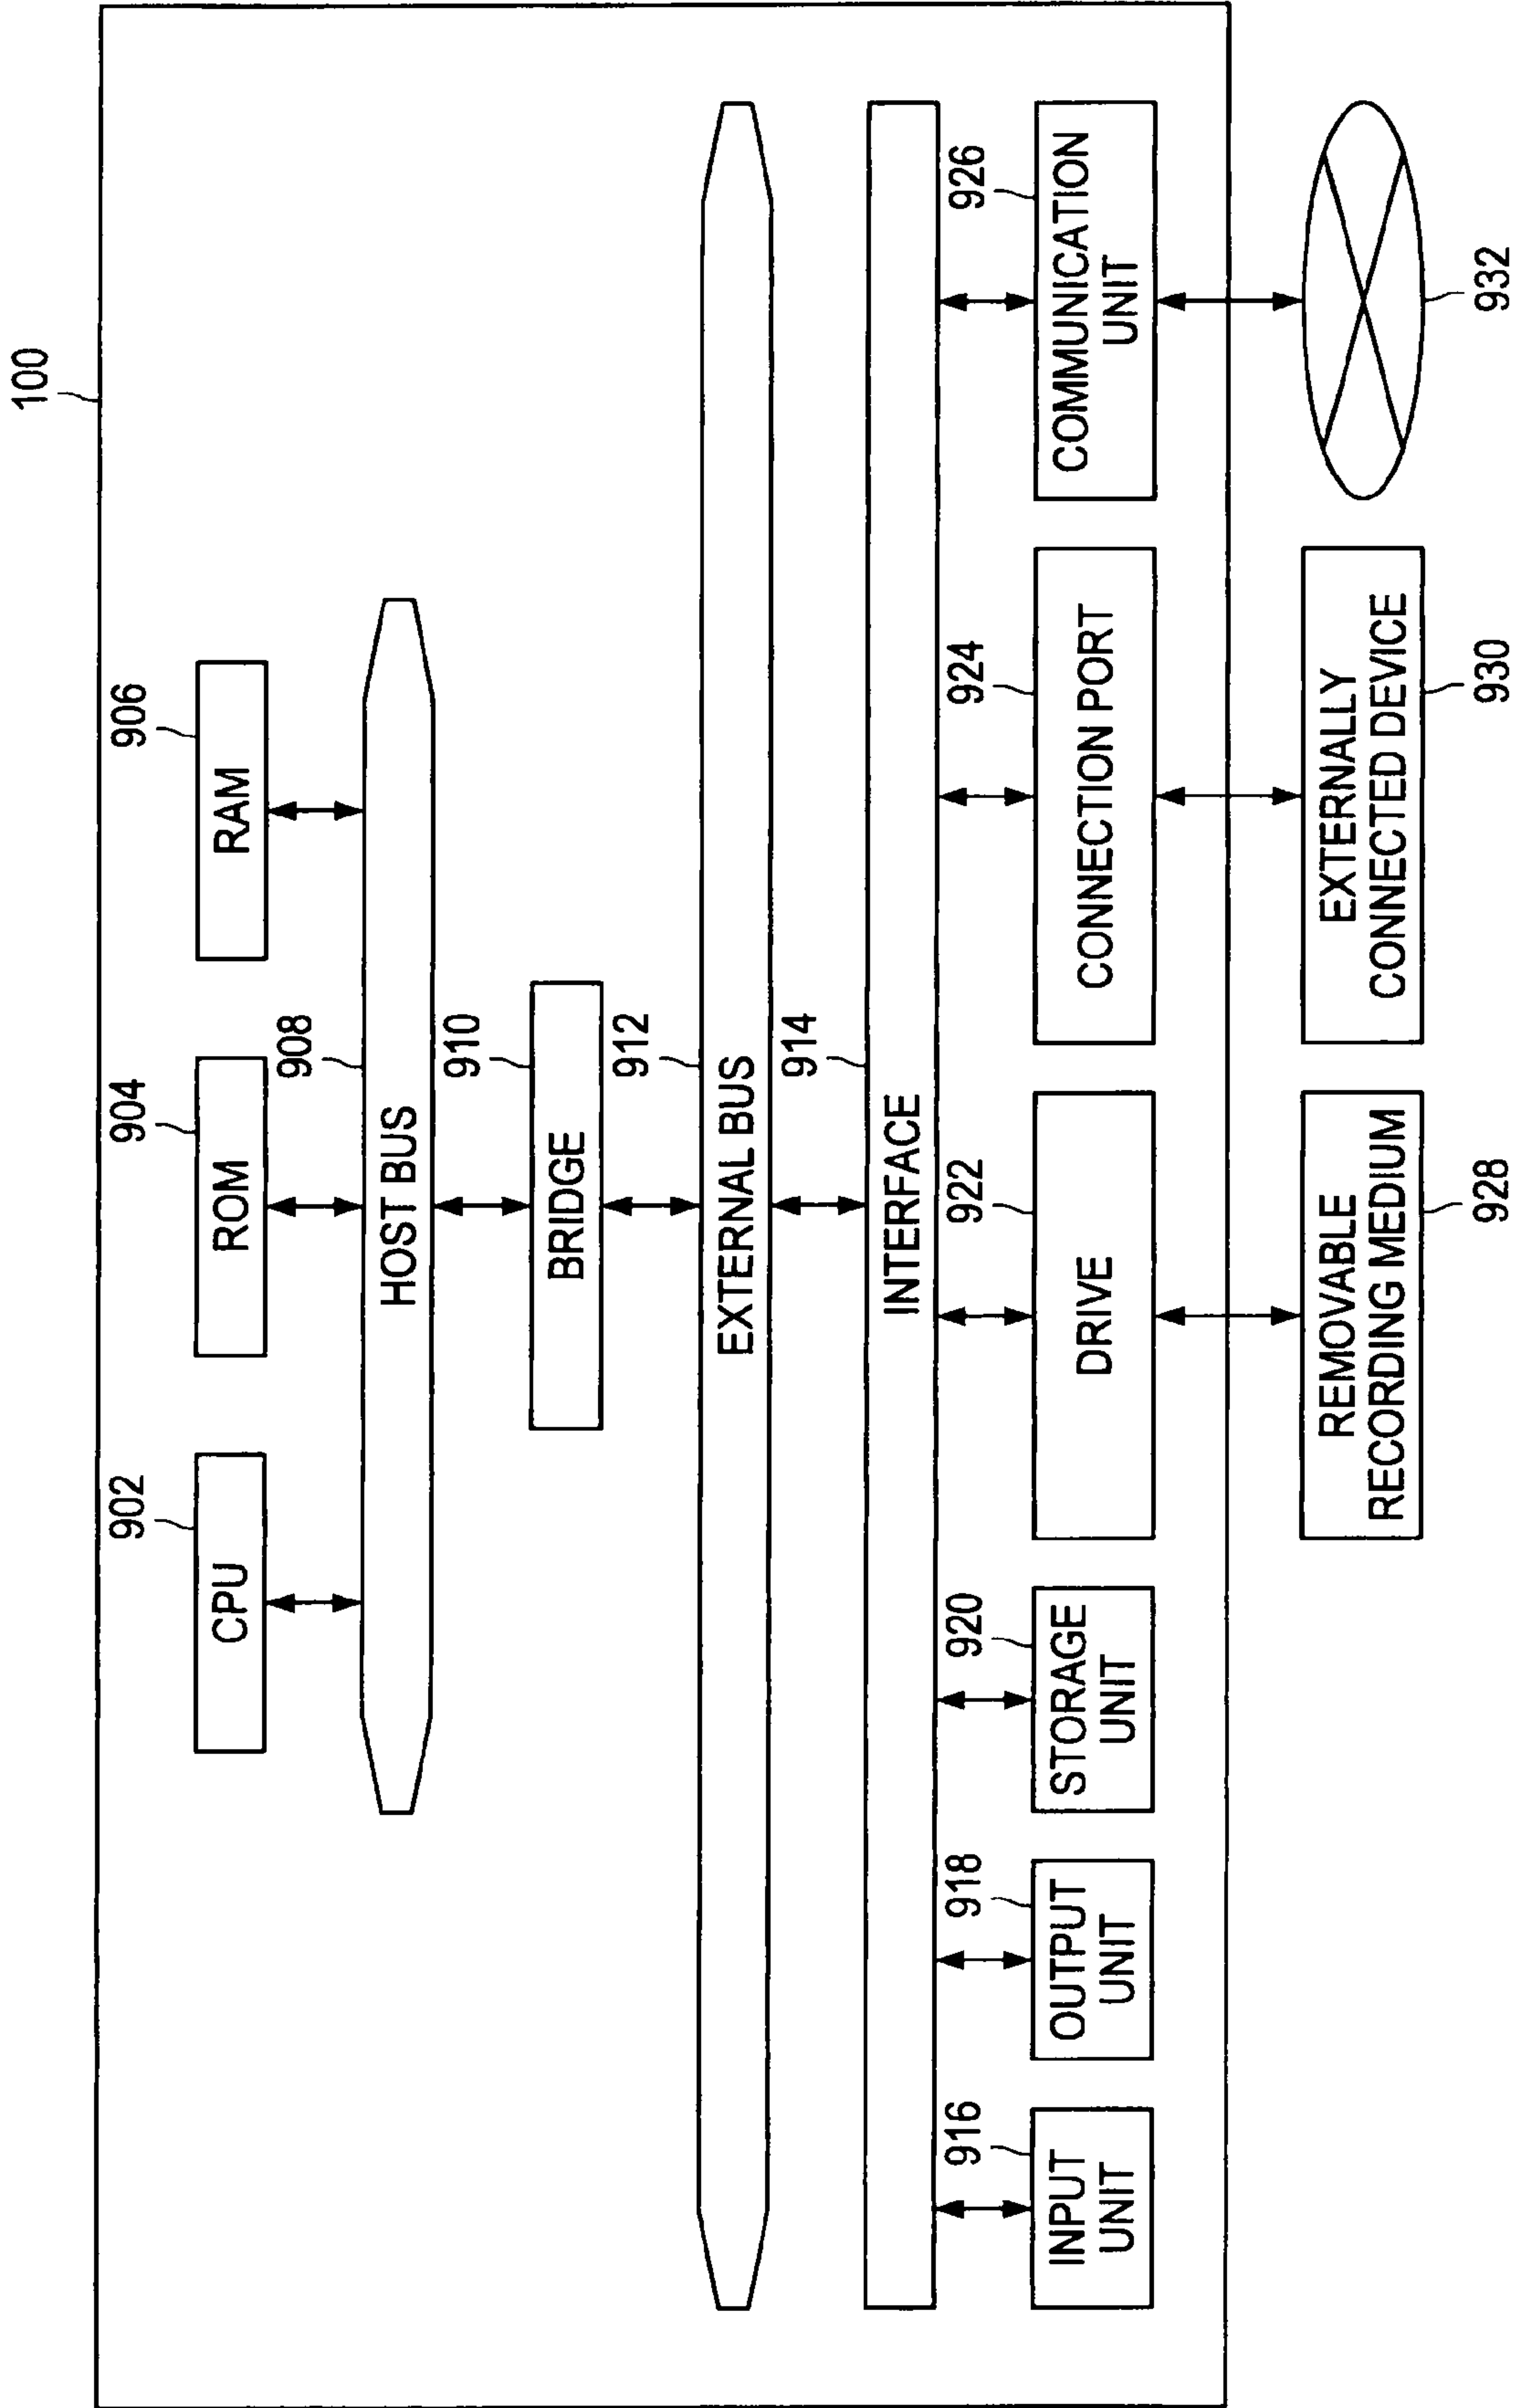 100
902
904
906
CPU
ROM
RAM
908
HOST BUS
910
BRIDGE
912
EXTERNAL BUS
914
INTERFACE
916
918
920
922
924
926
INPUT
UNIT
OUTPUT
UNIT
STORAGE
UNIT
DRIVE
CONNECTION PORT
COMMUNICATION
UNIT
REMOVABLE
RECORDING MEDIUM
EXTERNALLY
CONNECTED DEVICE
928
930
932